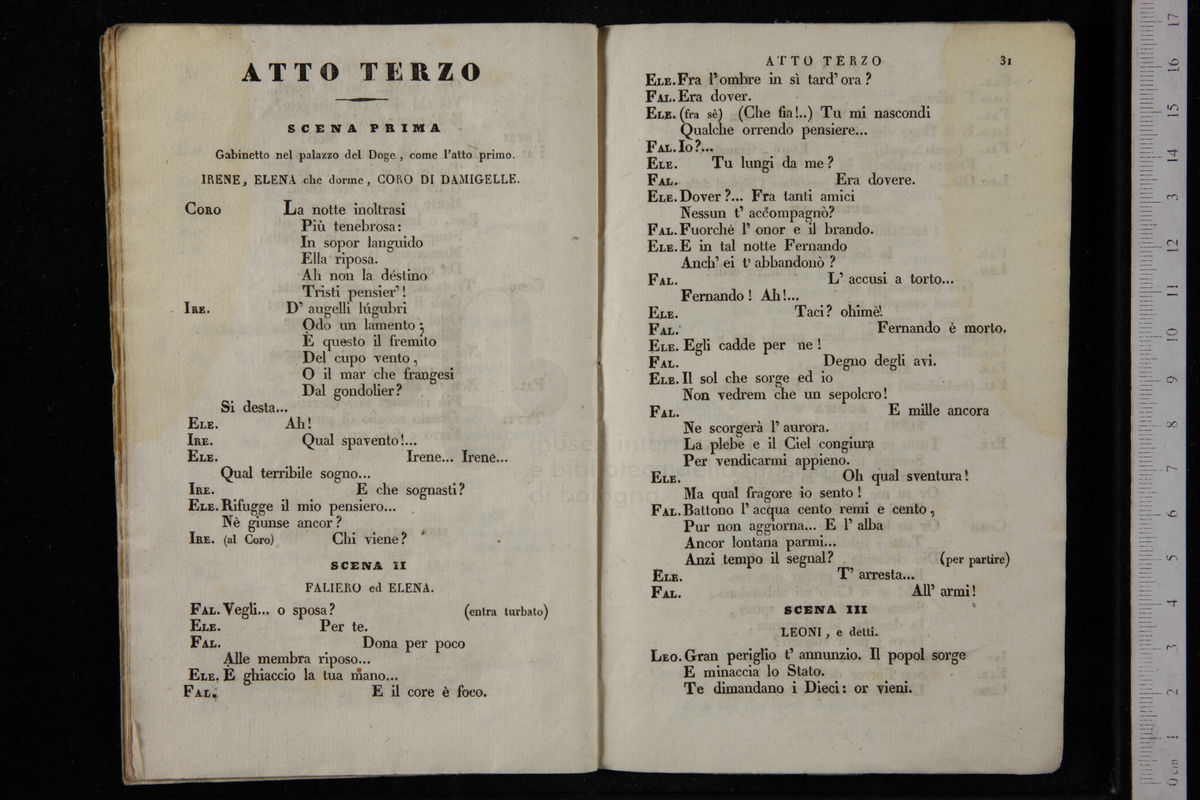 ATTO TERZO
SCENA PRIMA
Gabinetto nel palazzo del Doge, come l'atto primo.
IRENE, ELENA che dorme, CORO DI DAMIGELLE.
CORO La notte inoltrasi
Più tenebrosa:
In sopor languido
Ella riposa.
Ah non la déstino
Tristi pensier'!
IRE. D' augelli lúgubri
Odo un lamento;
È questo il fremito
Del cupo vento,
O il mar che frangesi
Dal gondolier?
Si desta...
ELE. Ah!
IRE. Qual spavento!...
ELE. Irene... Irene...
Qual terribile sogno...
IRE. E che sognasti?
ELE. Rifugge il mio pensiero...
Nè giunse ancor?
IRE. (al Coro) Chi viene?
SCENA II
FALIERO ed ELENA.
FAL. Vegli... o sposa? (entra turbato)
ELE. Per te.
FAL. Dona per poco
Alle membra riposo...
ELE. È ghiaccio la tua mano...
FAL. E il core è foco.
ATTO TERZO 31
ELE. Fra l'ombre in sì tard' ora?
FAL. Era dover.
ELE. (fra sè) (Che fia!..) Tu mi nascondi
Qualche orrendo pensiere...
FAL. Io?...
ELE. Tu lungi da me?
FAL. Era dovere.
ELE. Dover?... Fra tanti amici
Nessun t' accompagnò?
FAL. Fuorchè l' onor e il brando.
ELE. E in tal notte Fernando
Anch' ei t' abbandonò?
FAL. L' accusi a torto...
Fernando! Ah!...
ELE. Taci? ohimè!
FAL. Fernando è morto.
ELE. Egli cadde per me!
FAL. Degno degli avi.
ELE. Il sol che sorge ed io
Non vedrem che un sepolcro!
FAL. E mille ancora
Ne scorgerà l' aurora.
La plebe e il Ciel congiura
Per vendicarmi appieno.
ELE. Oh qual sventura!
Ma qual fragore io sento!
FAL. Battono l' acqua cento remi e cento,
Pur non aggiorna... E l' alba
Ancor lontana parmi...
Anzi tempo il segnal? (per partire)
ELE. T' arresta...
FAL. All' armi!
SCENA III
LEONI, e detti.
LEO. Gran periglio t' annunzio. Il popol sorge
E minaccia lo Stato.
Te dimandano i Dieci: or vieni.